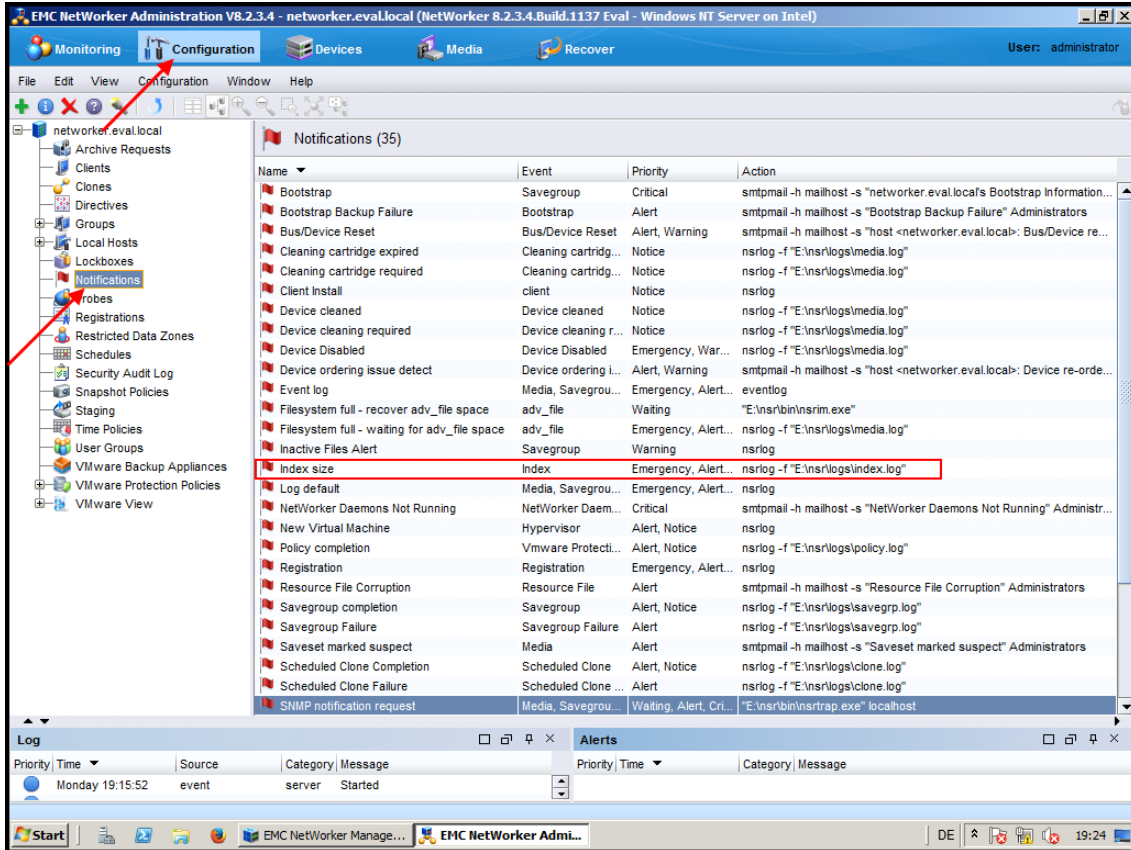 EMC NetWorker Administration V8.2.3.4 - networker.eval.local (NetWorker 8.2.3.4.Build.1137 Eval - Windows NT Server on Intel)
Monitoring Configuration Devices Media Recover User: administrator
File Edit View Configuration Window Help
networker.eval.local
Archive Requests
Clients
Clones
Directives
Groups
Local Hosts
Lockboxes
Notifications
Probes
Registrations
Restricted Data Zones
Schedules
Security Audit Log
Snapshot Policies
Staging
Time Policies
User Groups
VMware Backup Appliances
VMware Protection Policies
VMware View
Notifications (35)
Name Event Priority Action
Bootstrap Savegroup Critical smtpmail -h mailhost -s "networker.eval.local's Bootstrap Information...
Bootstrap Backup Failure Bootstrap Alert smtpmail -h mailhost -s "Bootstrap Backup Failure" Administrators
Bus/Device Reset Bus/Device Reset Alert, Warning smtpmail -h mailhost -s "host <networker.eval.local>: Bus/Device re...
Cleaning cartridge expired Cleaning cartridg... Notice nsrlog -f "E:\nsr\logs\media.log"
Cleaning cartridge required Cleaning cartridg... Notice nsrlog -f "E:\nsr\logs\media.log"
Client Install client Notice nsrlog
Device cleaned Device cleaned Notice nsrlog -f "E:\nsr\logs\media.log"
Device cleaning required Device cleaning r... Notice nsrlog -f "E:\nsr\logs\media.log"
Device Disabled Device Disabled Emergency, War... nsrlog -f "E:\nsr\logs\media.log"
Device ordering issue detect Device ordering i... Alert, Warning smtpmail -h mailhost -s "host <networker.eval.local>: Device re-orde...
Event log Media, Savegrou... Emergency, Alert... eventlog
Filesystem full - recover adv_file space adv_file Waiting "E:\nsr\bin\nsrim.exe"
Filesystem full - waiting for adv_file space adv_file Emergency, Alert... nsrlog -f "E:\nsr\logs\media.log"
Inactive Files Alert Savegroup Warning nsrlog
Index size Index Emergency, Alert... nsrlog -f "E:\nsr\logs\index.log"
Log default Media, Savegrou... Emergency, Alert... nsrlog
NetWorker Daemons Not Running NetWorker Daem... Critical smtpmail -h mailhost -s "NetWorker Daemons Not Running" Administr...
New Virtual Machine Hypervisor Alert, Notice nsrlog
Policy completion Vmware Protecti... Alert, Notice nsrlog -f "E:\nsr\logs\policy.log"
Registration Registration Emergency, Alert... nsrlog
Resource File Corruption Resource File Alert smtpmail -h mailhost -s "Resource File Corruption" Administrators
Savegroup completion Savegroup Alert, Notice nsrlog -f "E:\nsr\logs\savegrp.log"
Savegroup Failure Savegroup Failure Alert nsrlog -f "E:\nsr\logs\savegrp.log"
Saveset marked suspect Media Alert smtpmail -h mailhost -s "Saveset marked suspect" Administrators
Scheduled Clone Completion Scheduled Clone Alert, Notice nsrlog -f "E:\nsr\logs\clone.log"
Scheduled Clone Failure Scheduled Clone ... Alert nsrlog -f "E:\nsr\logs\clone.log"
SNMP notification request Media, Savegrou... Waiting, Alert, Cri... "E:\nsr\bin\nsrtrap.exe" localhost
Log
Priority Time Source Category Message
Monday 19:15:52 event server Started
Alerts
Priority Time Category Message
Start EMC NetWorker Manage... EMC NetWorker Admi... DE 19:24